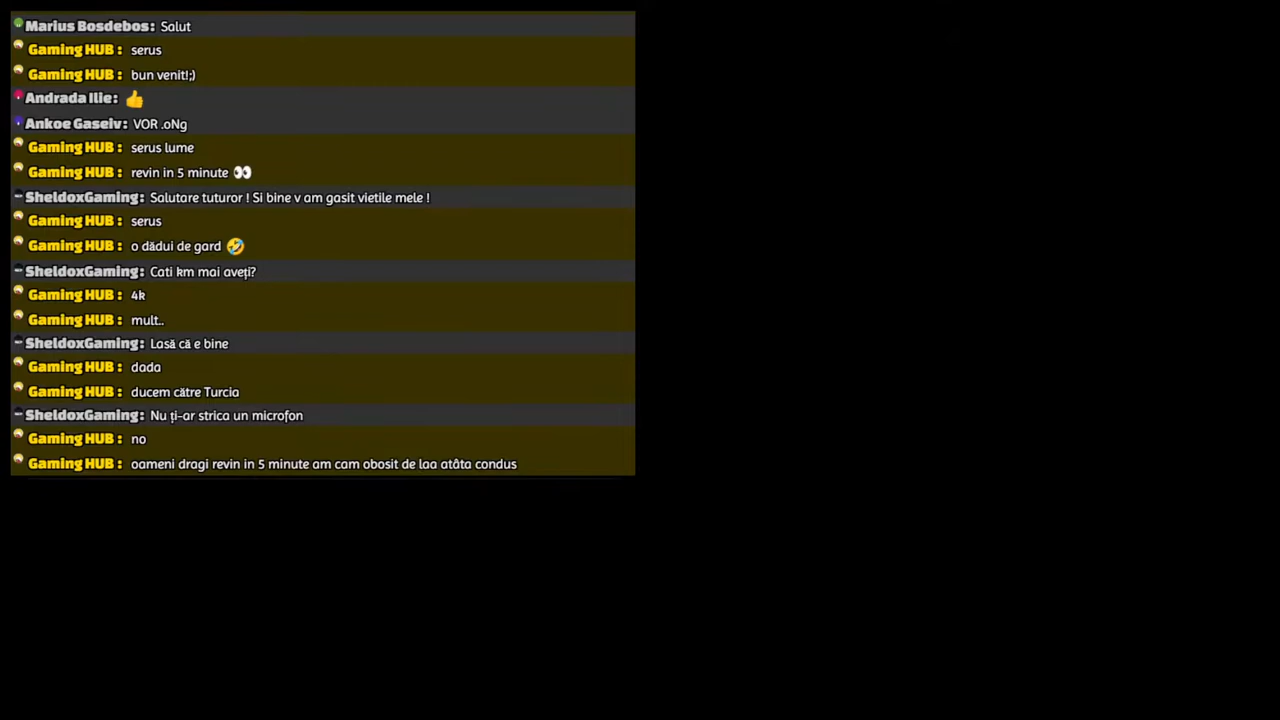 Marius Bosdebos: Salut
Gaming HUB : serus
Gaming HUB : bun venit!;)
Andrada Ilie: 👍
Ankoe Gaseiv: VOR .oNg
Gaming HUB : serus lume
Gaming HUB : revin in 5 minute 👀
SheldoxGaming: Salutare tuturor ! Si bine v am gasit vietile mele !
Gaming HUB : serus
Gaming HUB : o dădui de gard 🤣
SheldoxGaming: Cati km mai aveți?
Gaming HUB : 4k
Gaming HUB : mult..
SheldoxGaming: Lasă că e bine
Gaming HUB : dada
Gaming HUB : ducem către Turcia
SheldoxGaming: Nu ți-ar strica un microfon
Gaming HUB : no
Gaming HUB : oameni dragi revin in 5 minute am cam obosit de laa atâta condus